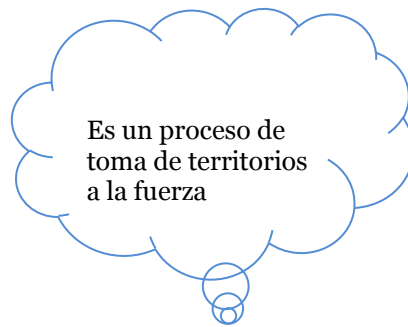 Es un proceso de
toma de territorios
a la fuerza